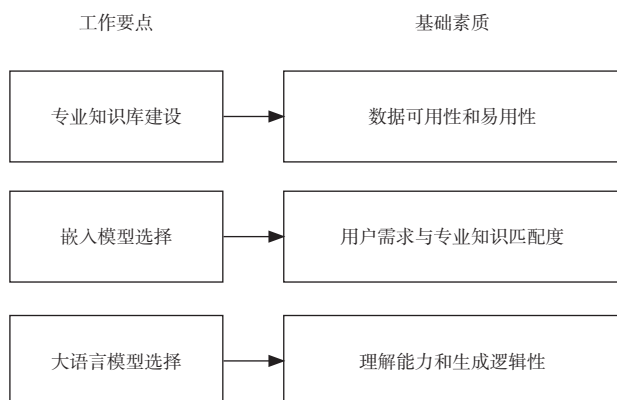 工作要点
基础素质
专业知识库建设
数据可用性和易用性
嵌入模型选择
用户需求与专业知识匹配度
大语言模型选择
理解能力和生成逻辑性